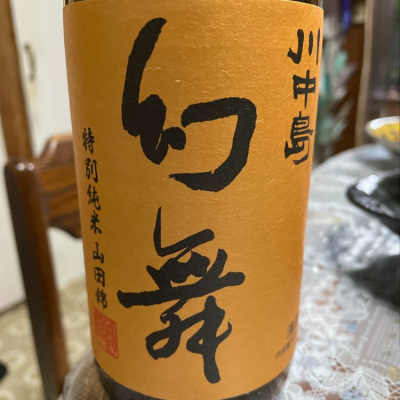 川中島
幻舞
特別純米 山田錦